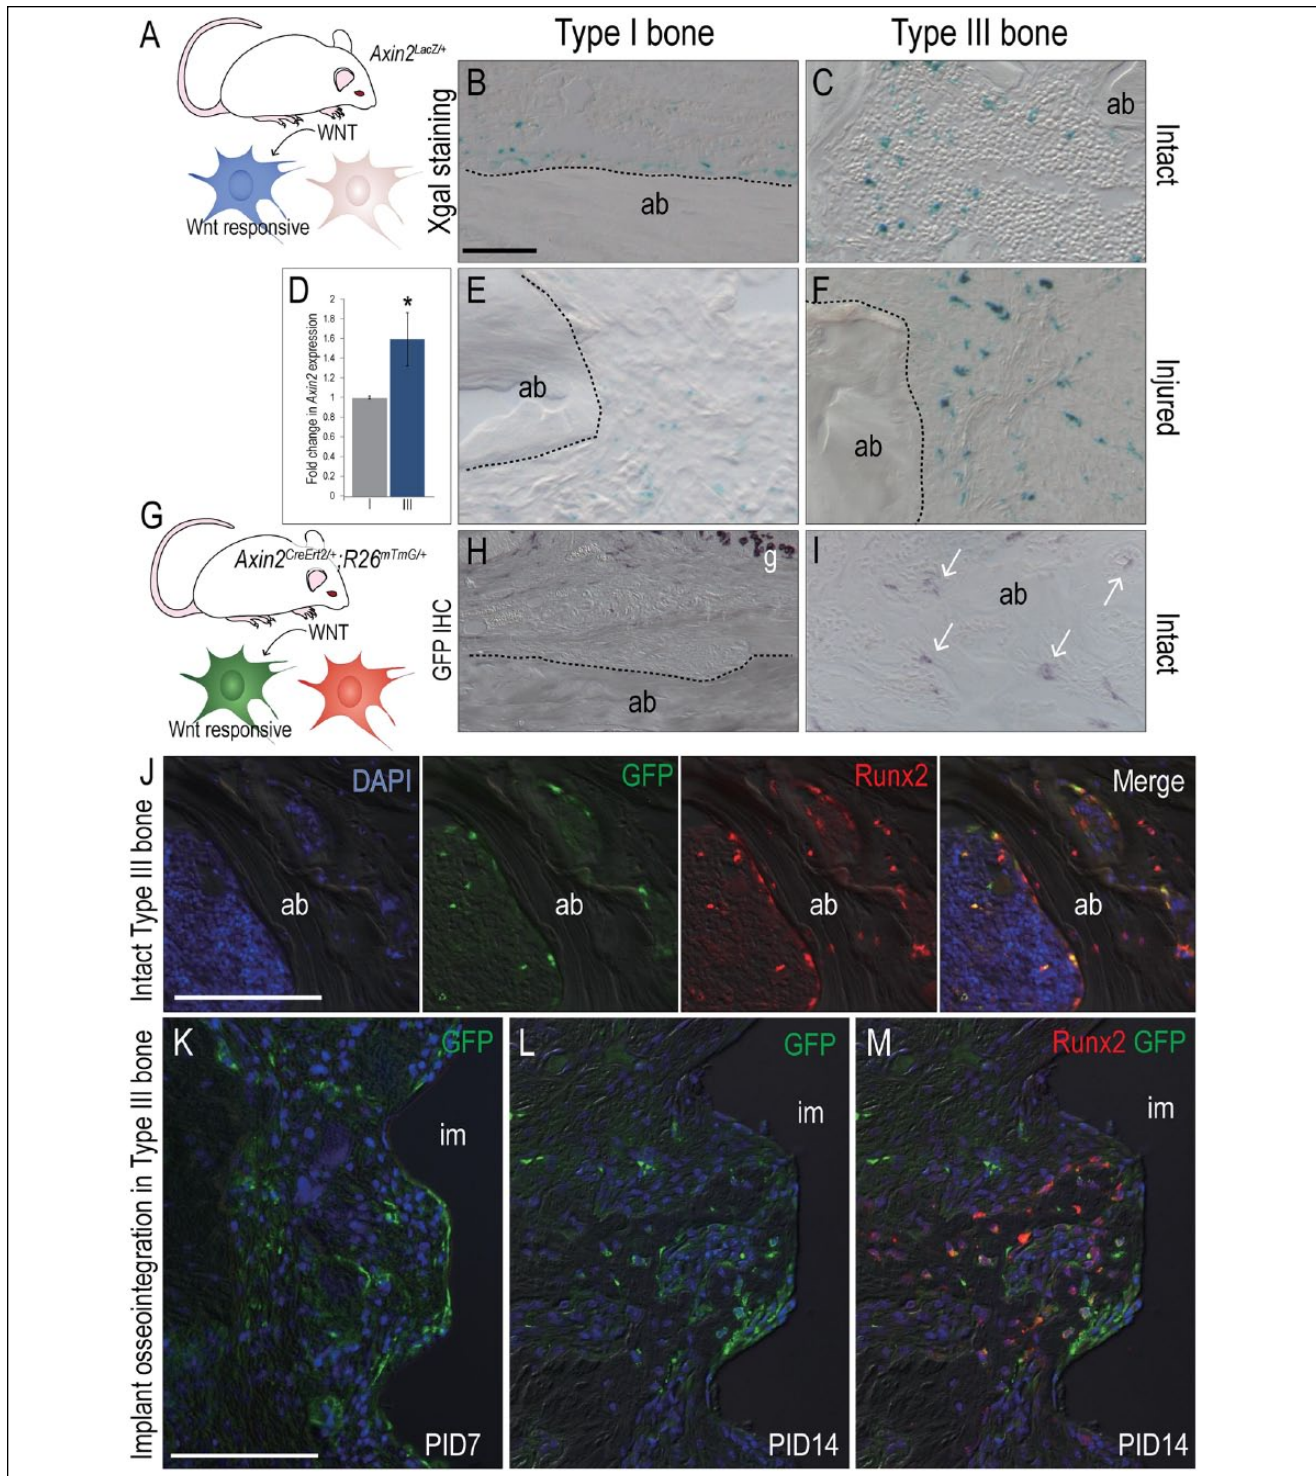 Type I bone
Type III bone
A
Axin2LacZ/+
WNT
Wnt responsive
Xgal staining
B
ab
C
ab
Intact
D
*
Fold change in Axin2 expression
2
1.8
1.6
1.4
1.2
1
0.8
0.6
0.4
0.2
0
I
III
E
ab
F
ab
Injured
G
Axin2CreErt2/+;R26mTmG/+
WNT
Wnt responsive
GFP IHC
H
g
ab
I
ab
Intact
Intact Type III bone
J
DAPI
ab
GFP
ab
Runx2
ab
Merge
ab
Implant osseointegration in Type III bone
K
GFP
im
PID7
L
GFP
im
PID14
M
Runx2 GFP
im
PID14